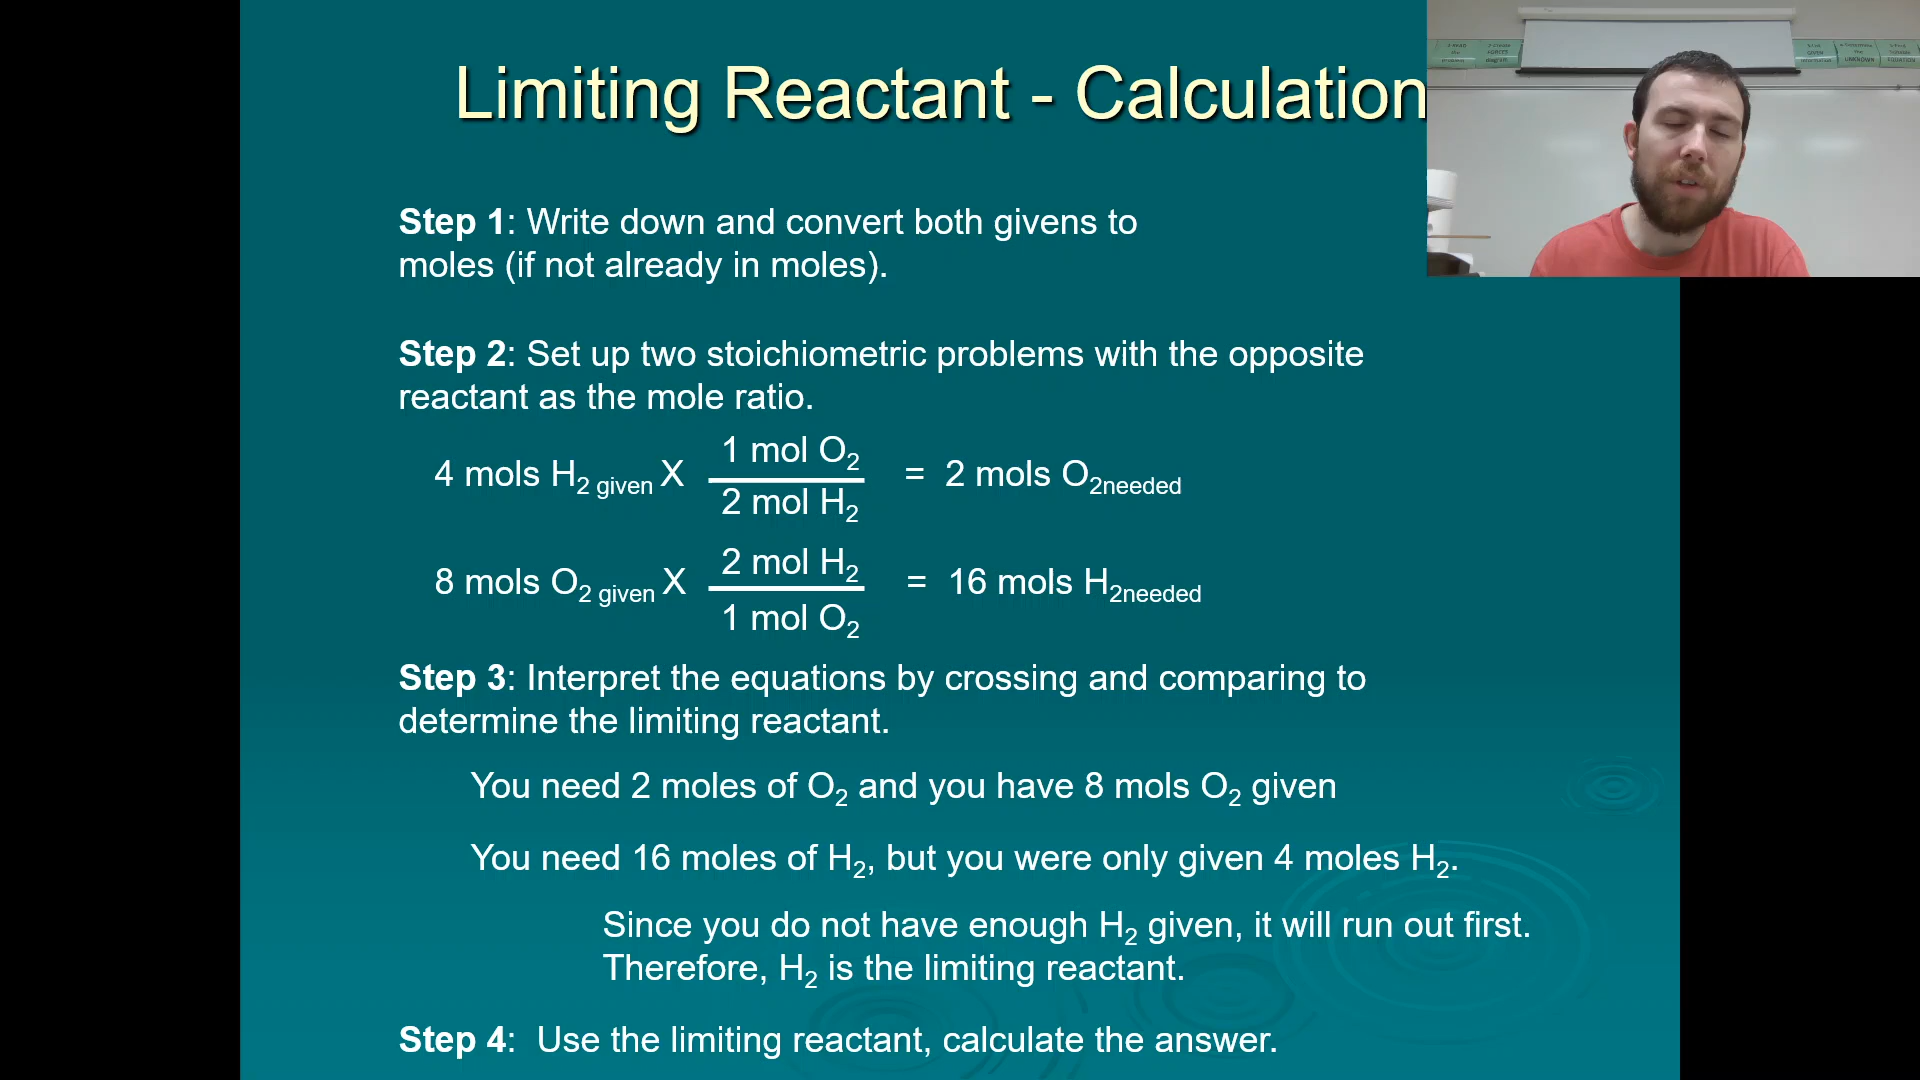 Limiting Reactant - Calculation
Step 1: Write down and convert both givens to
moles (if not already in moles).
Step 2: Set up two stoichiometric problems with the opposite
reactant as the mole ratio.
4 mols H₂ given X 1 mol O₂ / 2 mol H₂ = 2 mols O₂needed
8 mols O₂ given X 2 mol H₂ / 1 mol O₂ = 16 mols H₂needed
Step 3: Interpret the equations by crossing and comparing to
determine the limiting reactant.
You need 2 moles of O₂ and you have 8 mols O₂ given
You need 16 moles of H₂, but you were only given 4 moles H₂.
Since you do not have enough H₂ given, it will run out first.
Therefore, H₂ is the limiting reactant.
Step 4: Use the limiting reactant, calculate the answer.